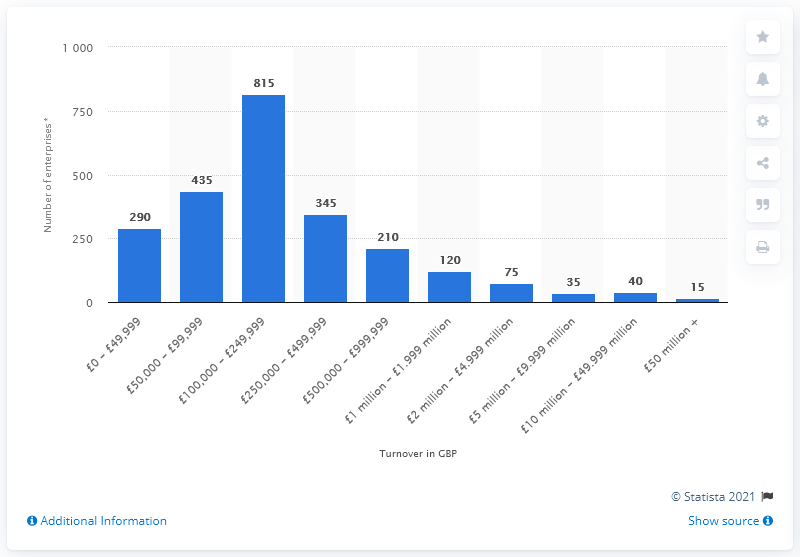 1 000
750
500
250
0
Number of enterprises*
290
435
815
345
210
120
75
35
40
15
£0 – £49,999
£50,000 – £99,999
£100,000 – £249,999
£250,000 – £499,999
£500,000 – £999,999
£1 million – £1.999 million
£2 million – £4.999 million
£5 million – £9.999 million
£10 million – £49.999 million
£50 million +
Turnover in GBP
© Statista 2021
Additional Information
Show source